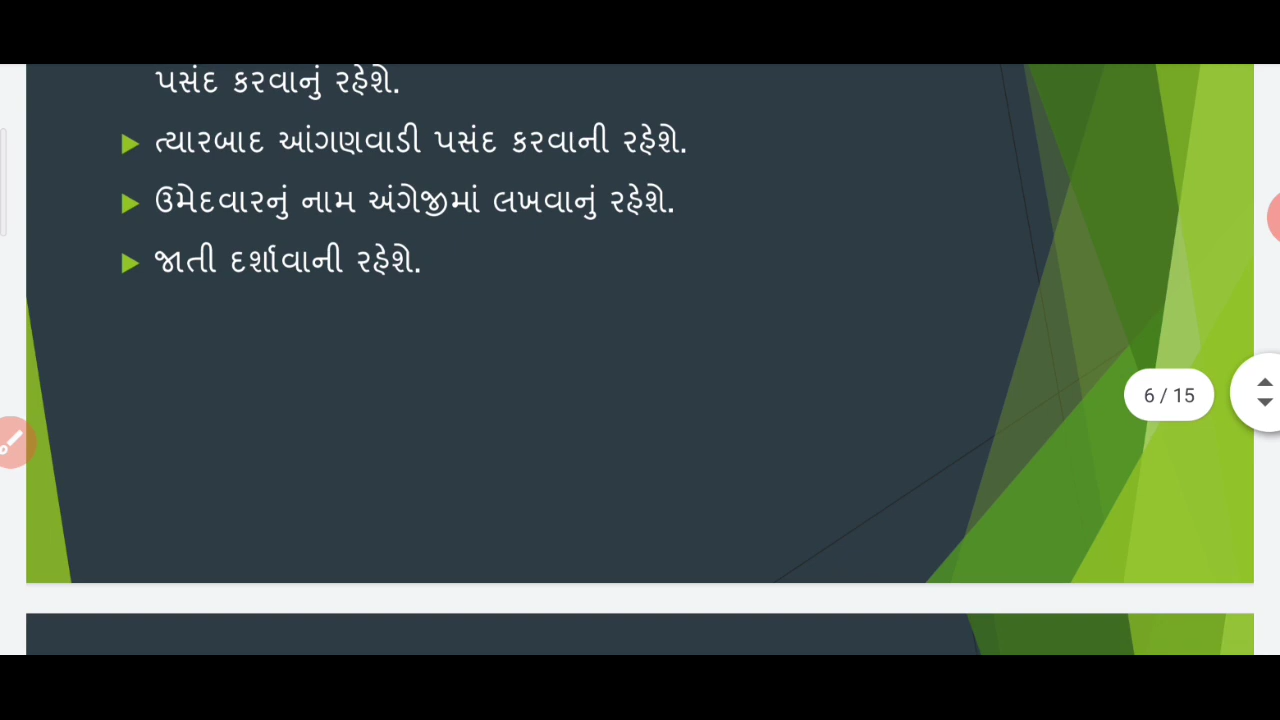 પસંદ કરવાનું રહેશે.
ત્યારબાદ આંગણવાડી પસંદ કરવાની રહેશે.
ઉમેદવારનું નામ અંગેજીમાં લખવાનું રહેશે.
જાતી દર્શાવાની રહેશે.
6 / 15